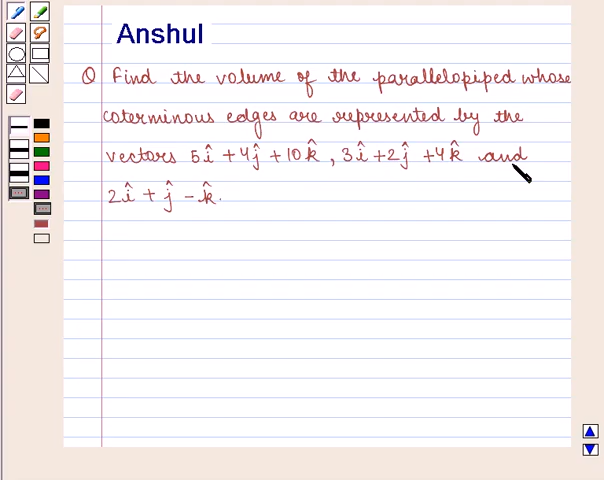 Anshul
Q Find the volume of the parallelopiped whose
coterminous edges are represented by the
vectors 5î + 4ĵ + 10k̂, 3î + 2ĵ + 4k̂ and
2î + ĵ - k̂.